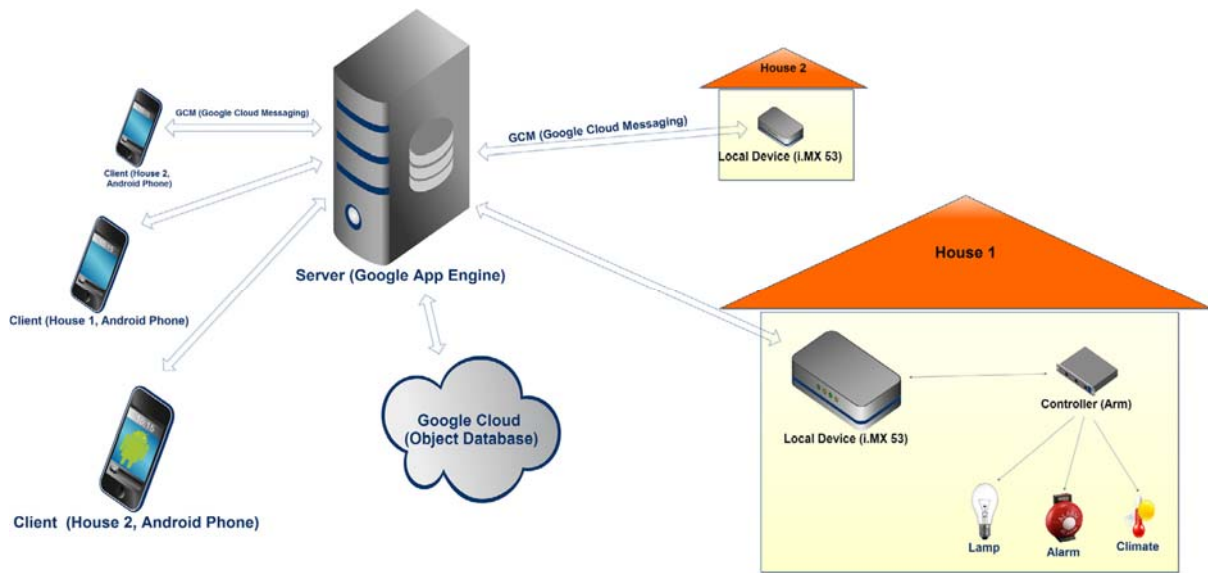 GCM (Google Cloud Messaging)
Client (House 2,
Android Phone)
Client (House 1, Android Phone)
Client (House 2, Android Phone)
Server (Google App Engine)
Google Cloud
(Object Database)
GCM (Google Cloud Messaging)
House 2
Local Device (i.MX 53)
House 1
Local Device (i.MX 53)
Controller (Arm)
Lamp
Alarm
Climate